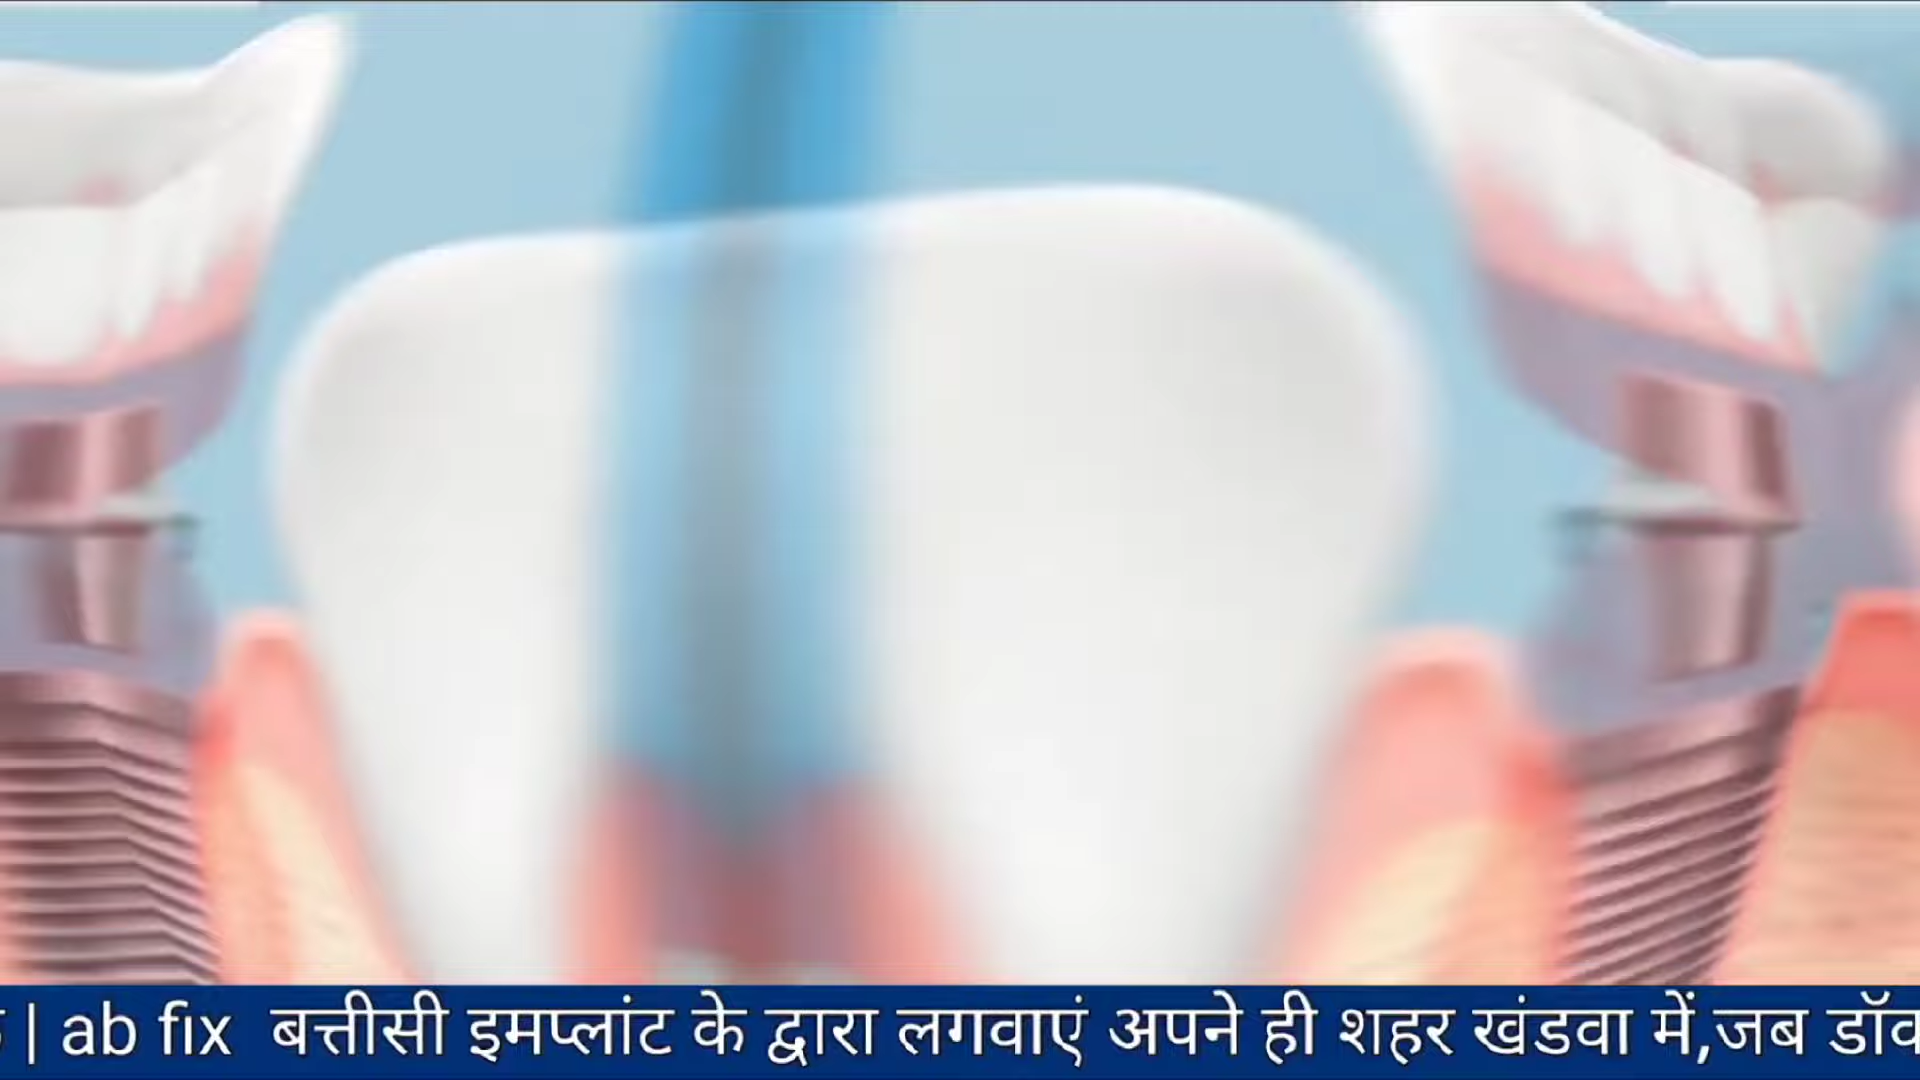 | ab fix बत्तीसी इमप्लांट के द्वारा लगवाएं अपने ही शहर खंडवा में,जब